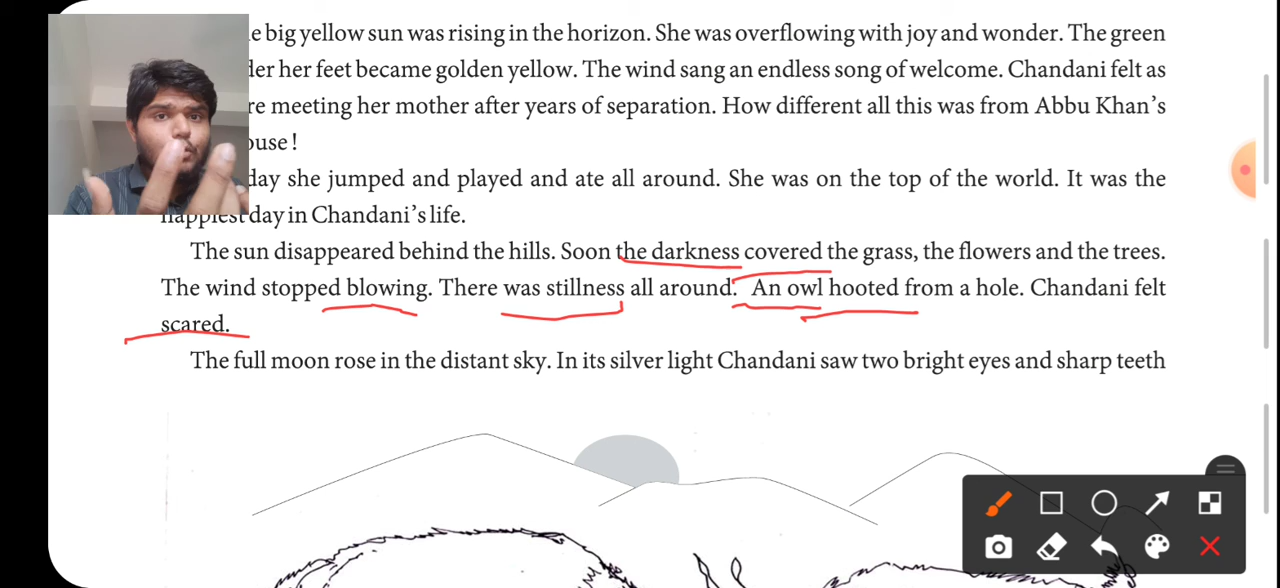 e big yellow sun was rising in the horizon. She was overflowing with joy and wonder. The green
der her feet became golden yellow. The wind sang an endless song of welcome. Chandani felt as
re meeting her mother after years of separation. How different all this was from Abbu Khan’s
ouse !
day she jumped and played and ate all around. She was on the top of the world. It was the
happiest day in Chandani’s life.
The sun disappeared behind the hills. Soon the darkness covered the grass, the flowers and the trees.
The wind stopped blowing. There was stillness all around. An owl hooted from a hole. Chandani felt
scared.
The full moon rose in the distant sky. In its silver light Chandani saw two bright eyes and sharp teeth